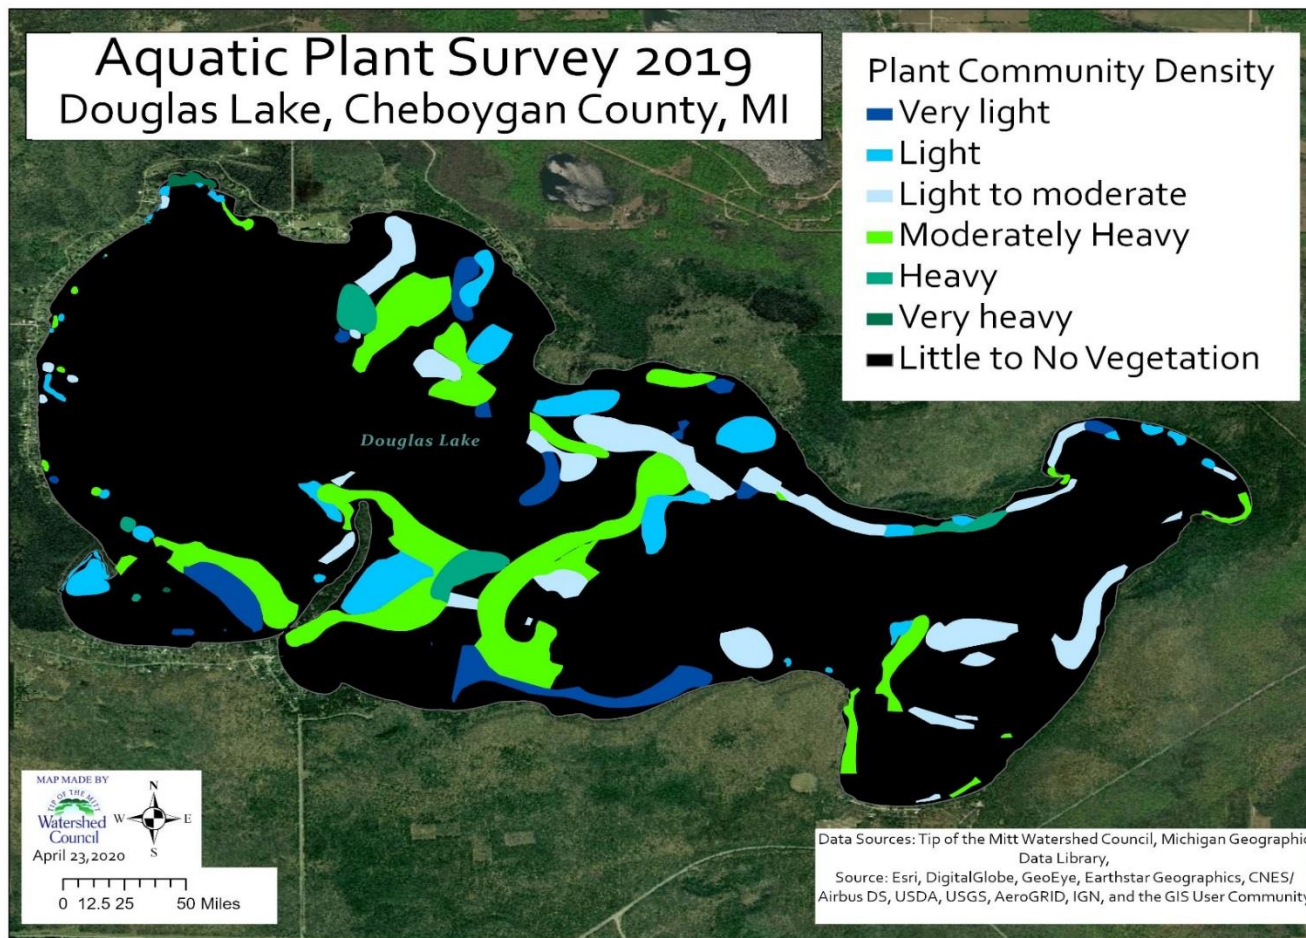 Aquatic Plant Survey 2019
Douglas Lake, Cheboygan County, MI
Plant Community Density
Very light
Light
Light to moderate
Moderately Heavy
Heavy
Very heavy
Little to No Vegetation
Douglas Lake
MAP MADE BY
TIP OF THE MITT
Watershed
Council
April 23, 2020
N
W E
S
0 12.5 25 50 Miles
Data Sources: Tip of the Mitt Watershed Council, Michigan Geographic
Data Library,
Source: Esri, DigitalGlobe, GeoEye, Earthstar Geographics, CNES/
Airbus DS, USDA, USGS, AeroGRID, IGN, and the GIS User Community